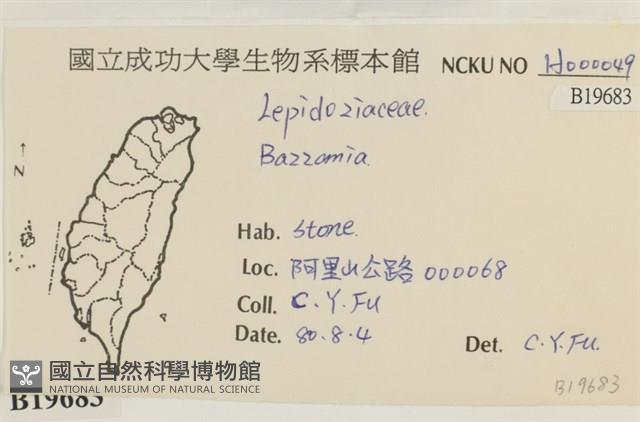 國立成功大學生物系標本館 NCKU NO H000049
B19683
Lepidoziaceae.
Bazzamia.
N
Hab. stone.
Loc. 阿里山公路 000068
Coll. C.Y.Fu
Date. 80.8.4
Det. C.Y.Fu.
國立自然科學博物館
NATIONAL MUSEUM OF NATURAL SCIENCE
B19683
B19683